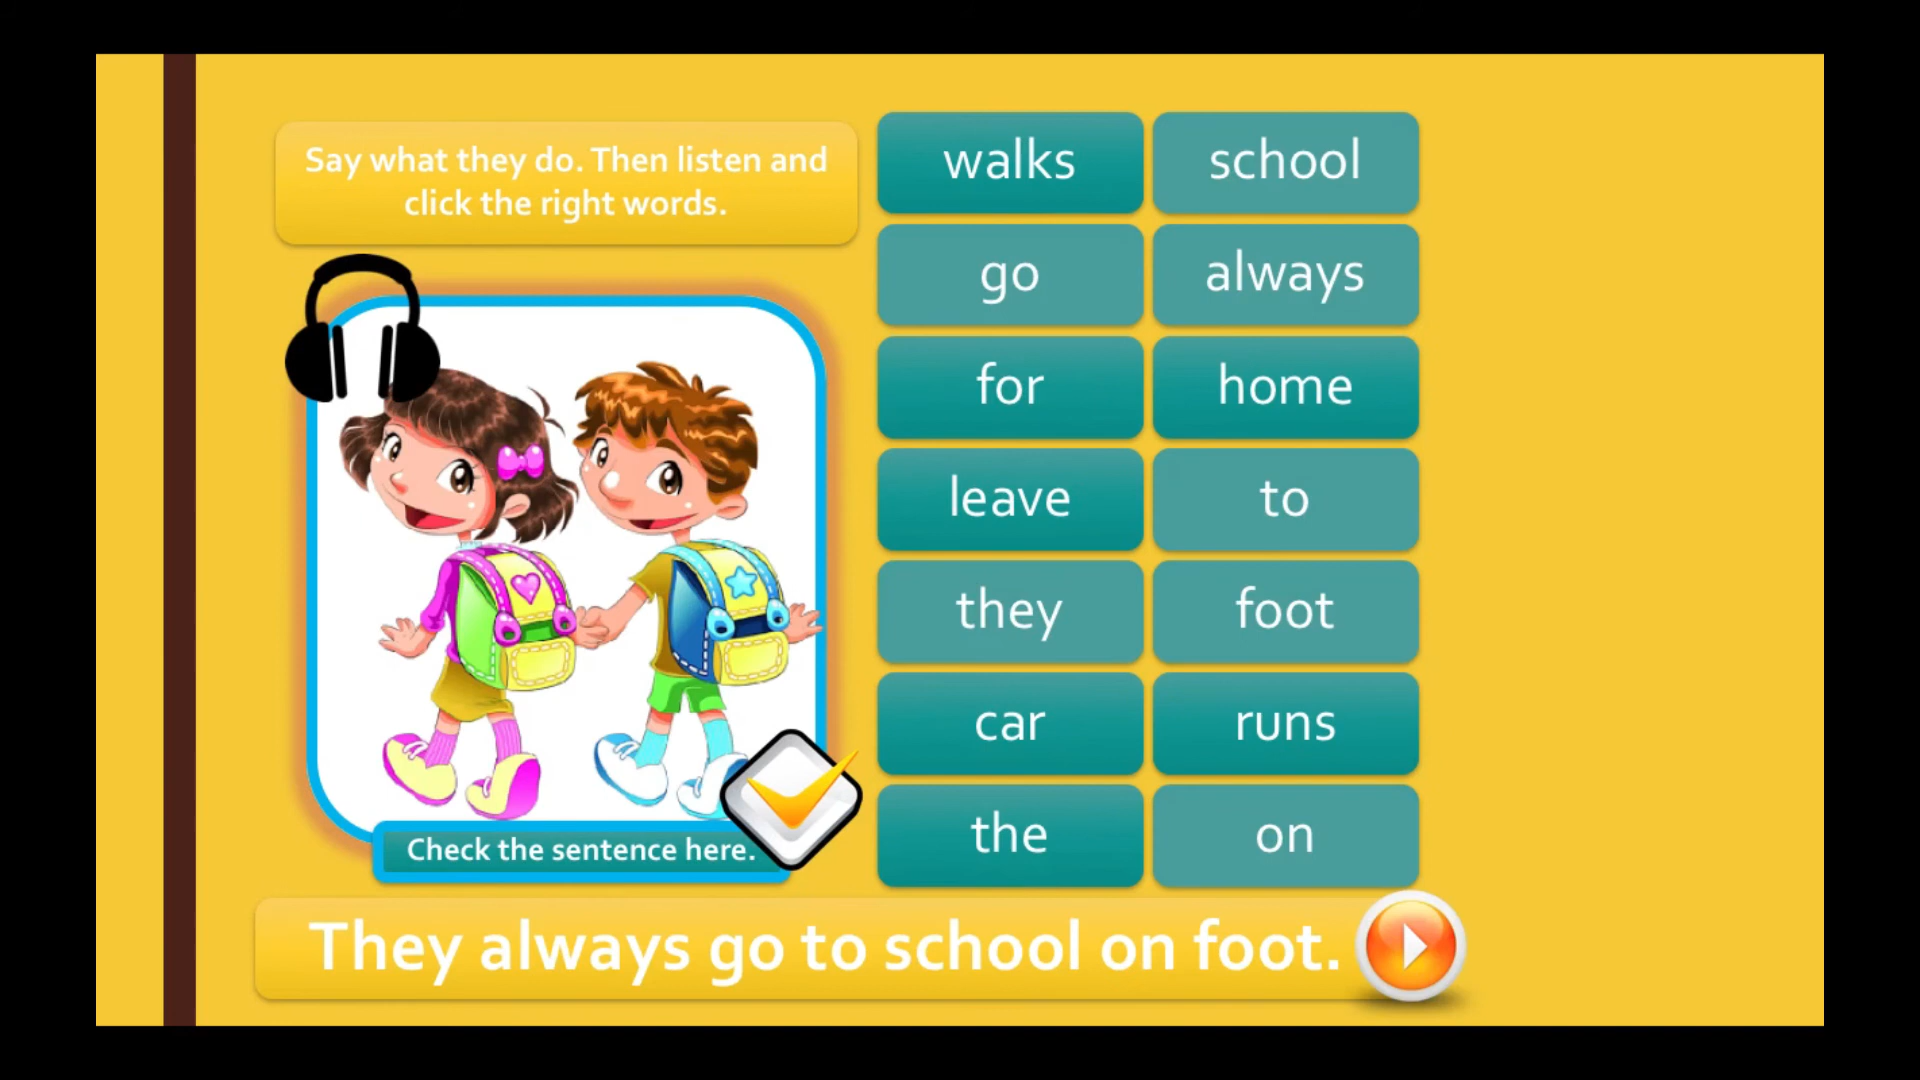 Say what they do. Then listen and
click the right words.
walks
school
go
always
for
home
leave
to
they
foot
car
runs
the
on
Check the sentence here.
They always go to school on foot.